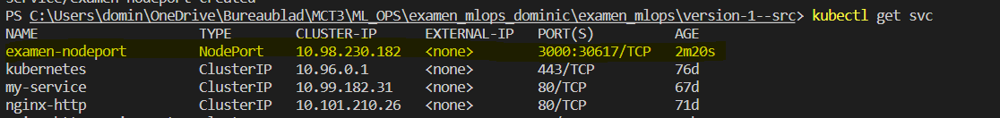 service/examen-nodeport created
PS C:\Users\domin\OneDrive\Bureaublad\MCT3\ML_OPS\examen_mlops_dominic\examen_mlops\version-1--src> kubectl get svc
NAME TYPE CLUSTER-IP EXTERNAL-IP PORT(S) AGE
examen-nodeport NodePort 10.98.230.182 <none> 3000:30617/TCP 2m20s
kubernetes ClusterIP 10.96.0.1 <none> 443/TCP 76d
my-service ClusterIP 10.99.182.31 <none> 80/TCP 67d
nginx-http ClusterIP 10.101.210.26 <none> 80/TCP 71d